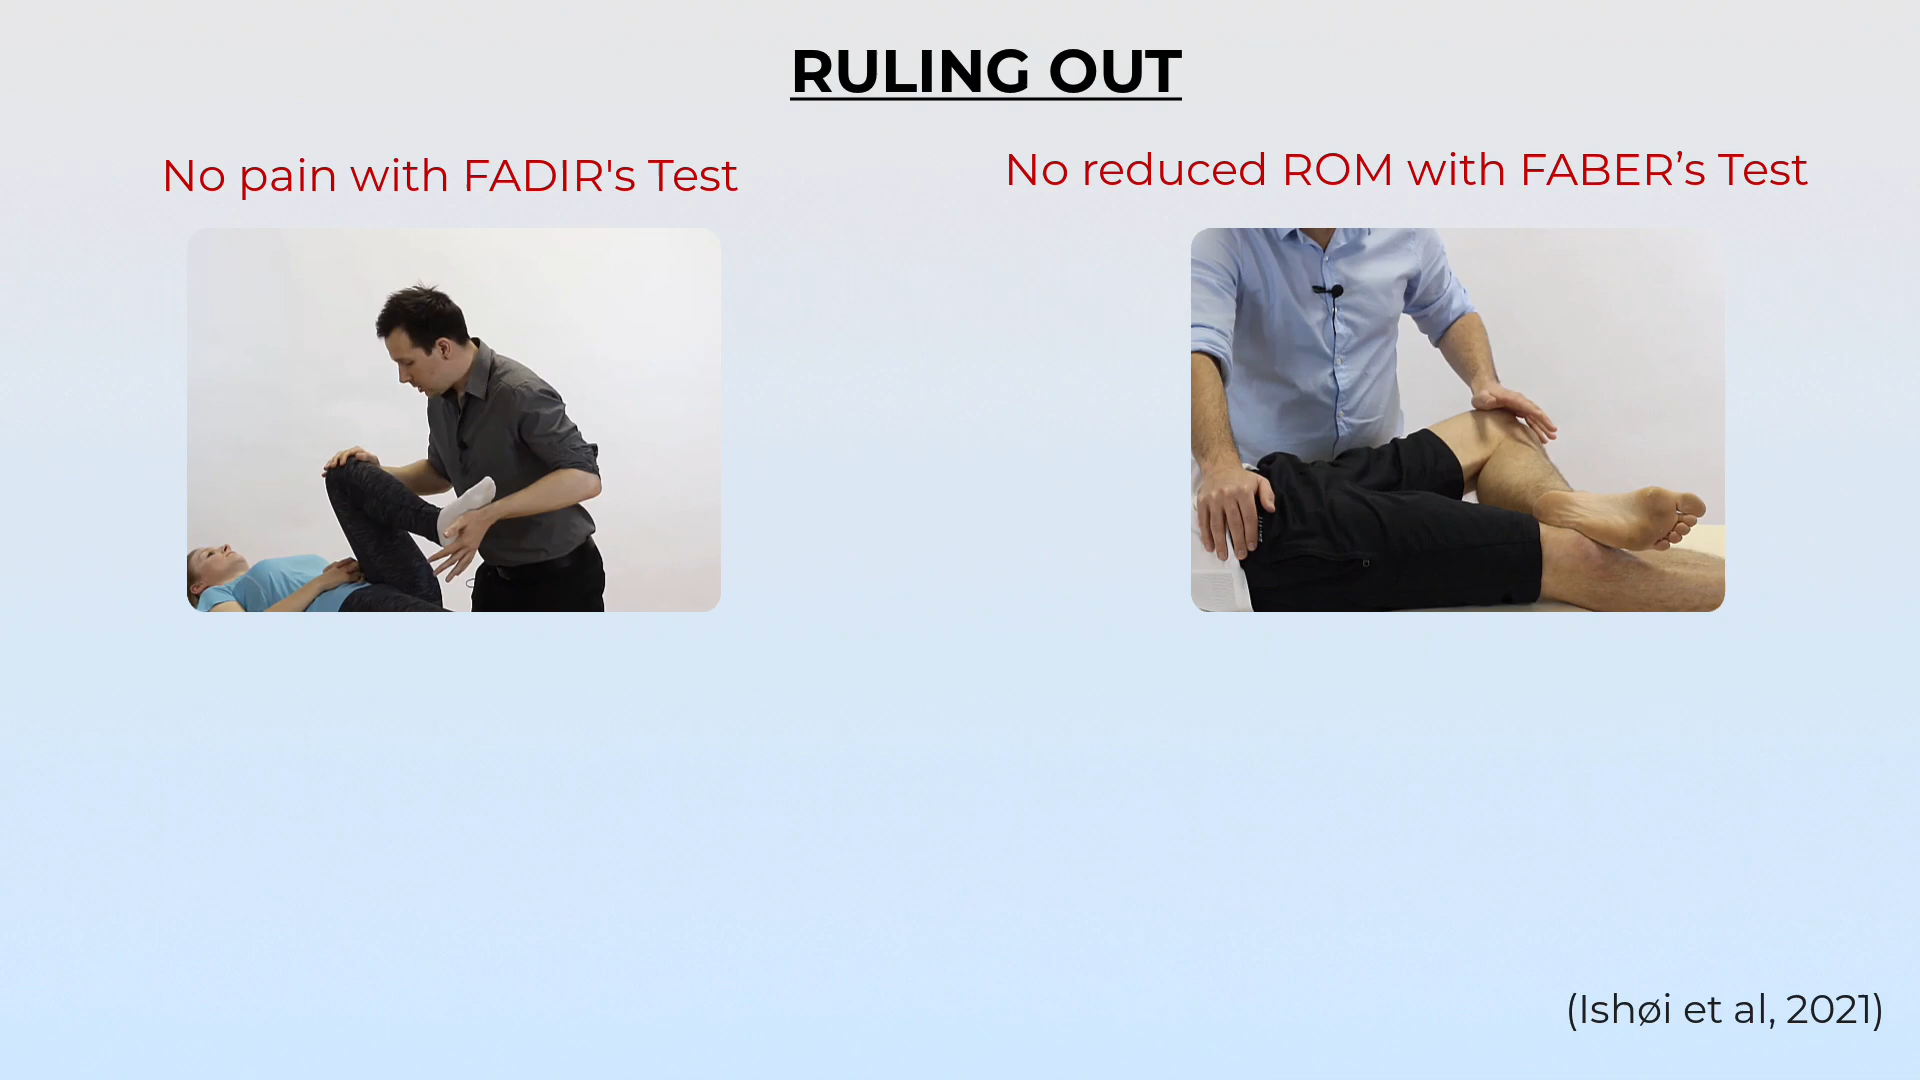 RULING OUT
No pain with FADIR's Test
No reduced ROM with FABER’s Test
(Ishøi et al, 2021)